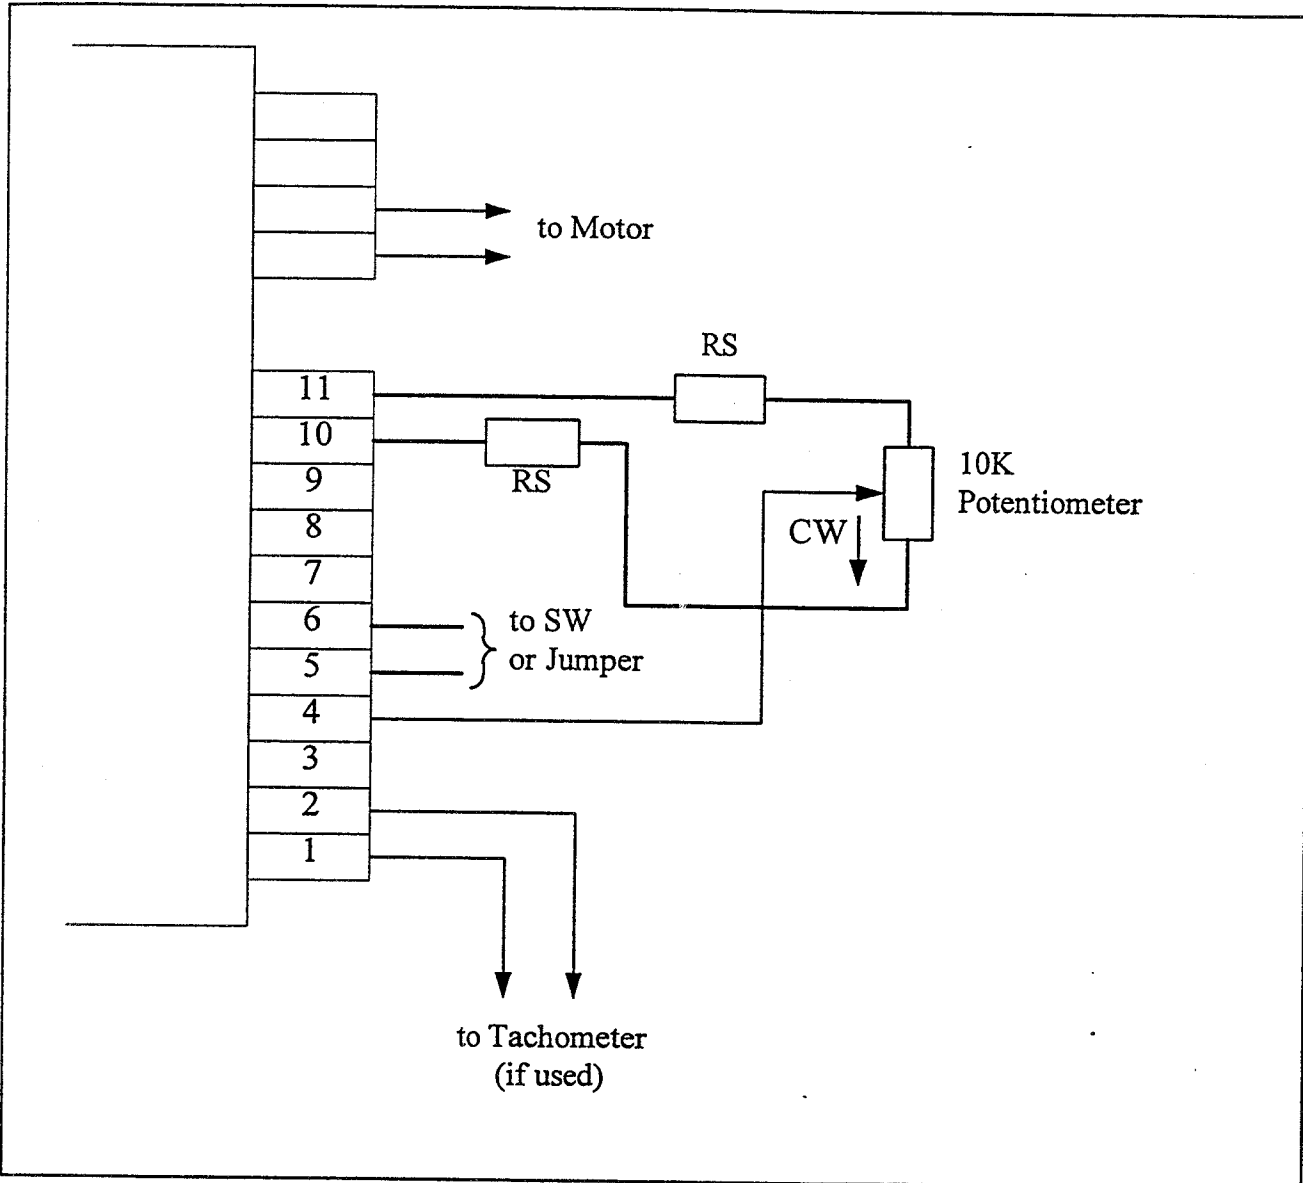 to Motor
RS
11
10
RS
9
8
7
6
5
4
3
2
1
10K
Potentiometer
CW
to SW
or Jumper
to Tachometer
(if used)